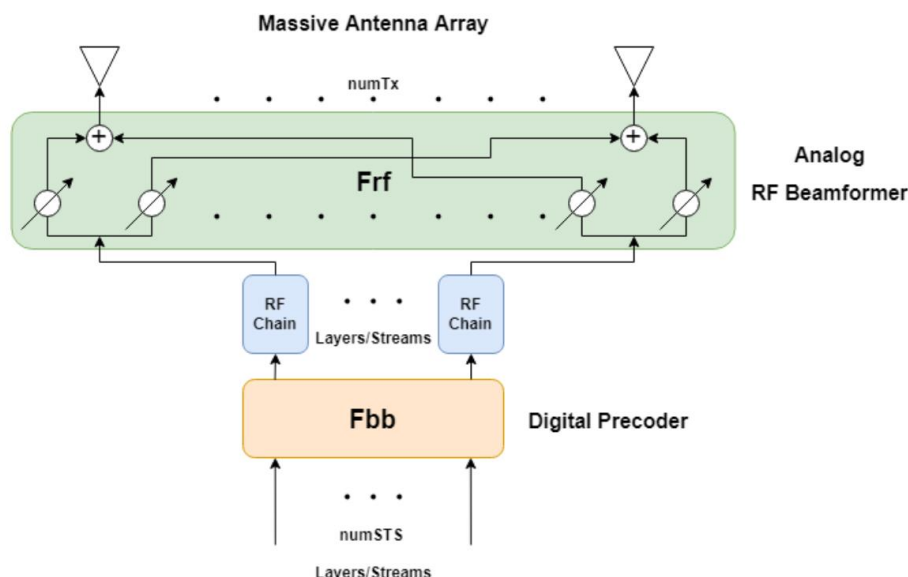 Massive Antenna Array
numTx
+
+
Frf
Analog
RF Beamformer
RF
Chain
RF
Chain
Layers/Streams
Fbb
Digital Precoder
numSTS
Layers/Streams